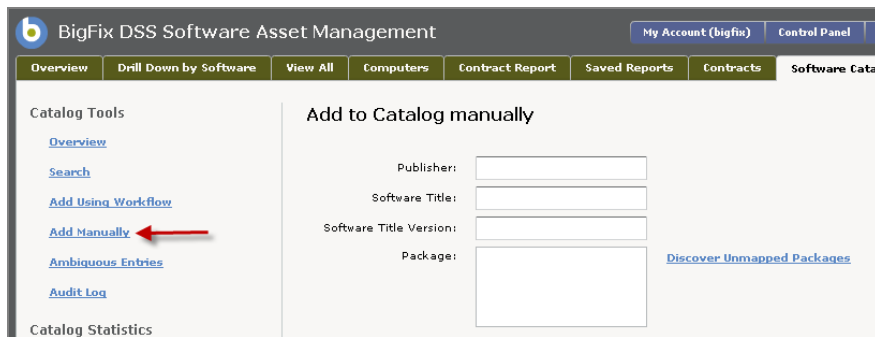 BigFix DSS Software Asset Management
My Account (bigfix) Control Panel
Overview Drill Down by Software View All Computers Contract Report Saved Reports Contracts Software Cata
Catalog Tools
Overview
Search
Add Using Workflow
Add Manually
Ambiguous Entries
Audit Log
Catalog Statistics
Add to Catalog manually
Publisher:
Software Title:
Software Title Version:
Package:
Discover Unmapped Packages